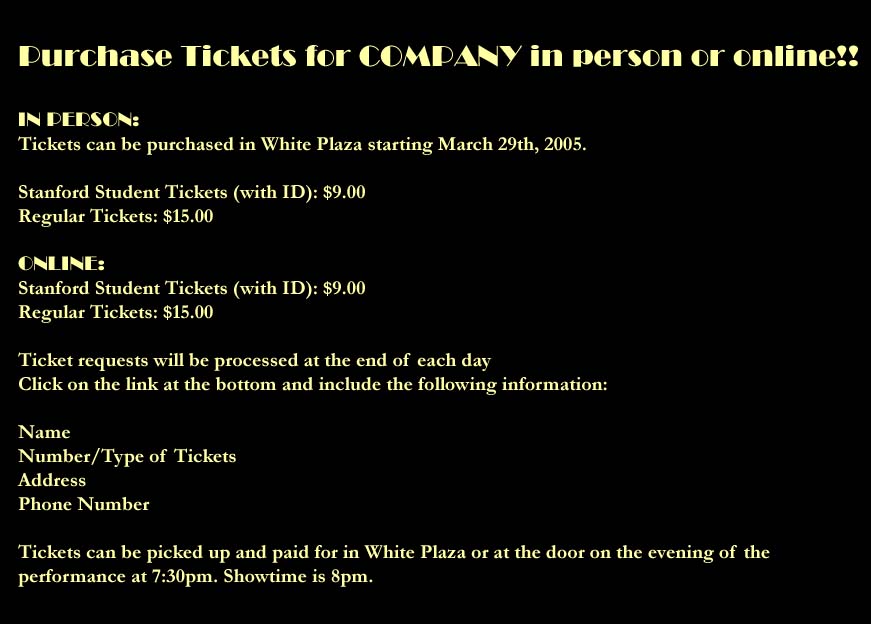 Purchase Tickets for COMPANY in person or online!!
IN PERSON:
Tickets can be purchased in White Plaza starting March 29th, 2005.
Stanford Student Tickets (with ID): $9.00
Regular Tickets: $15.00
ONLINE:
Stanford Student Tickets (with ID): $9.00
Regular Tickets: $15.00
Ticket requests will be processed at the end of each day
Click on the link at the bottom and include the following information:
Name
Number/Type of Tickets
Address
Phone Number
Tickets can be picked up and paid for in White Plaza or at the door on the evening of the
performance at 7:30pm. Showtime is 8pm.